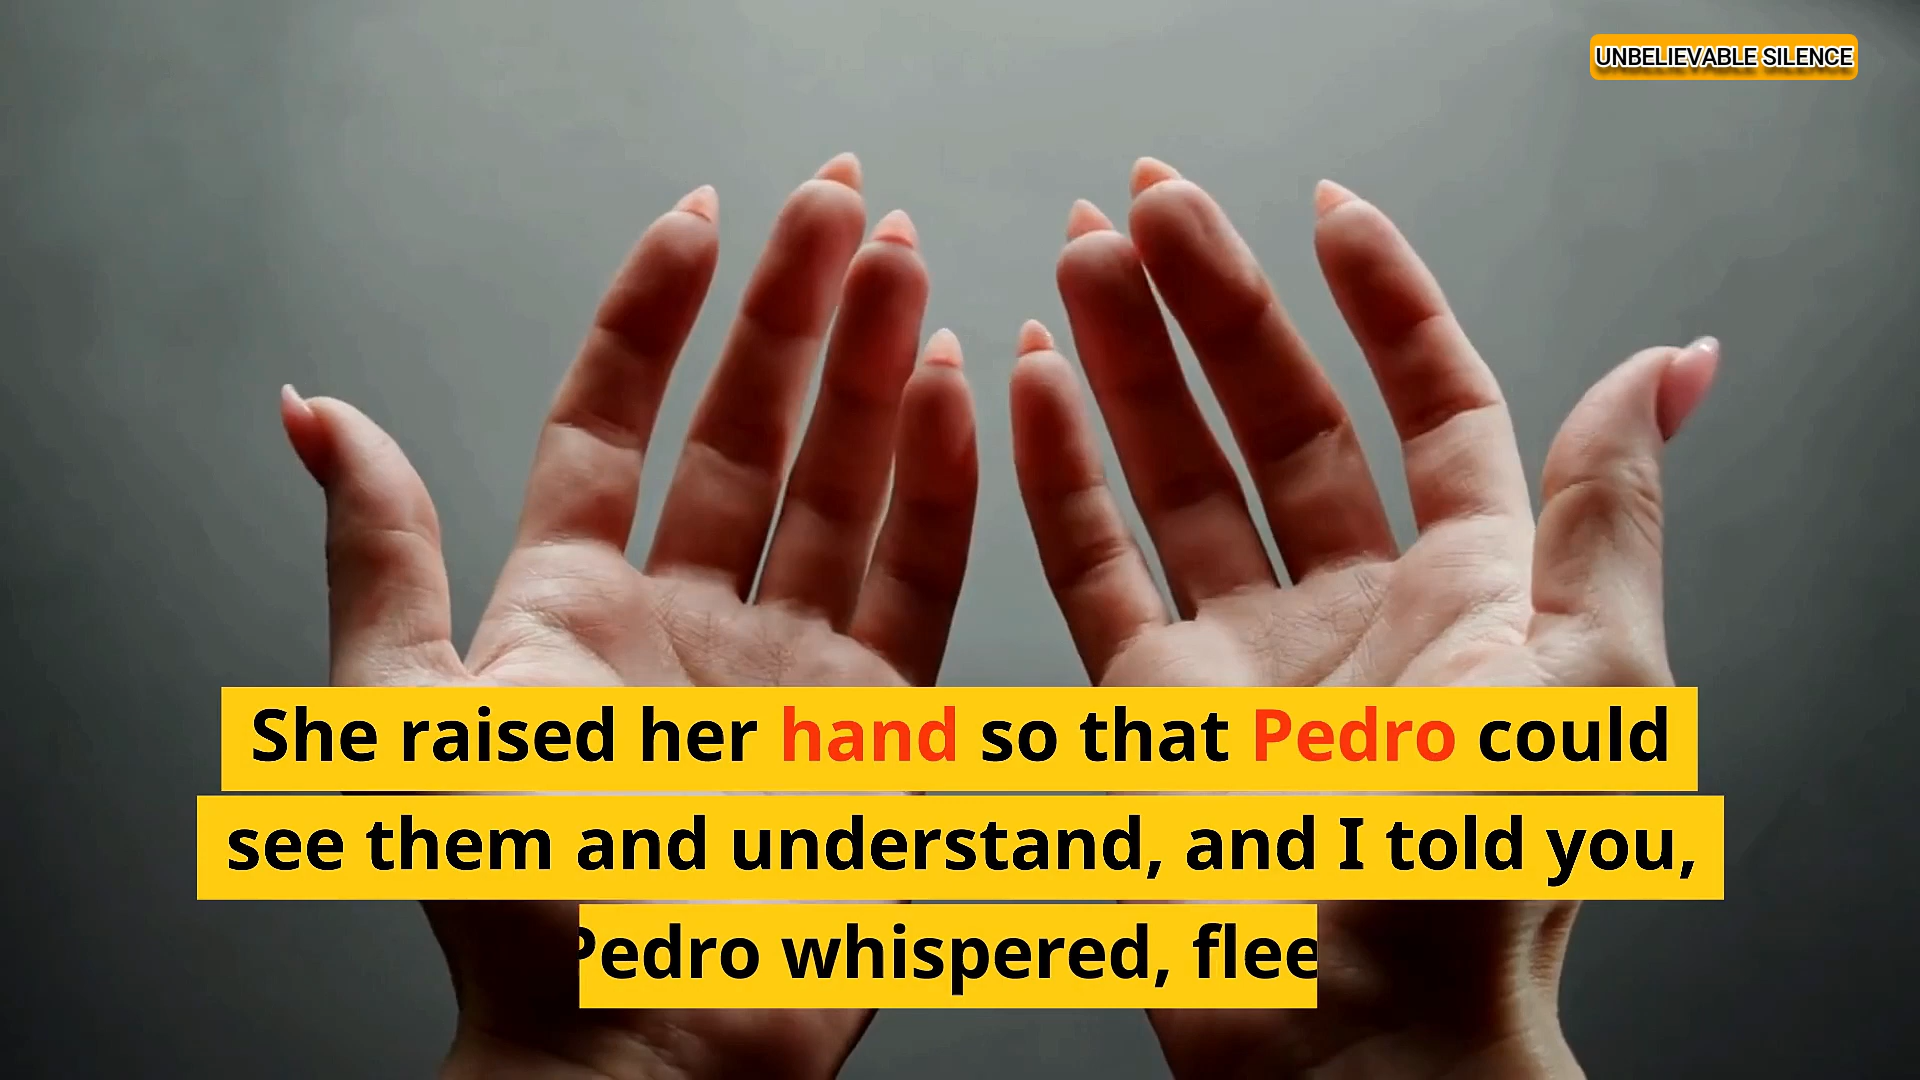 UNBELIEVABLE SILENCE
She raised her hand so that Pedro could
see them and understand, and I told you,
Pedro whispered, flee